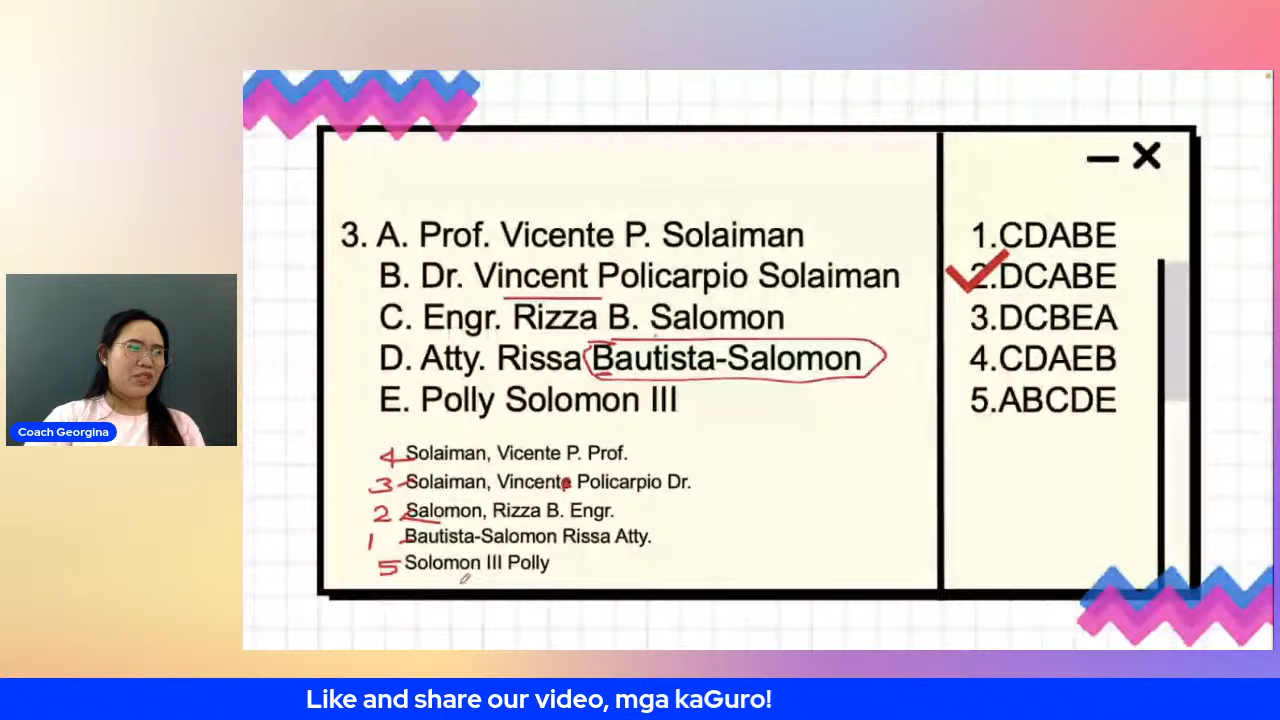 3. A. Prof. Vicente P. Solaiman
B. Dr. Vincent Policarpio Solaiman
C. Engr. Rizza B. Salomon
D. Atty. Rissa Bautista-Salomon
E. Polly Solomon III
4 Solaiman, Vicente P. Prof.
3 Solaiman, Vincent Policarpio Dr.
2 Salomon, Rizza B. Engr.
1 Bautista-Salomon Rissa Atty.
5 Solomon III Polly
1.CDABE
2.DCABE
3.DCBEA
4.CDAEB
5.ABCDE
Coach Georgina
Like and share our video, mga kaGuro!